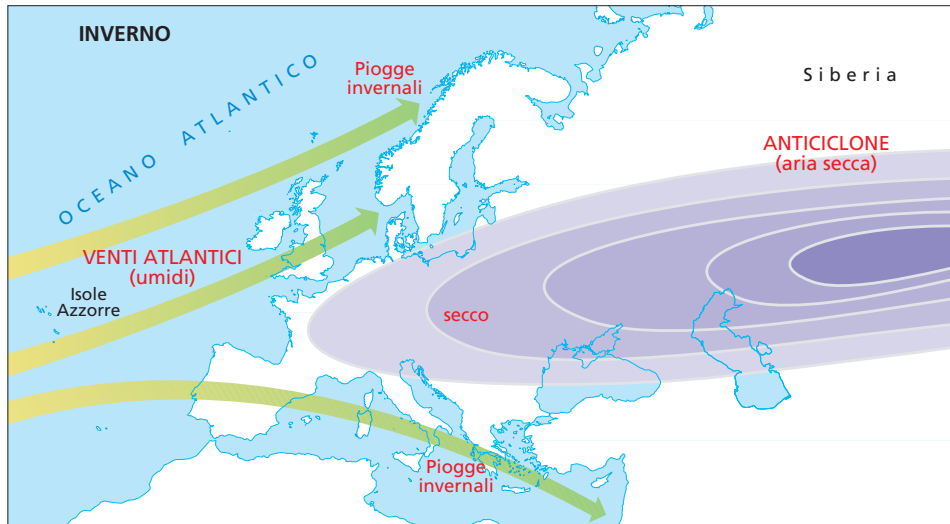 INVERNO
OCEANO ATLANTICO
Piogge
invernali
Siberia
ANTICICLONE
(aria secca)
VENTI ATLANTICI
(umidi)
Isole
Azzorre
secco
Piogge
invernali